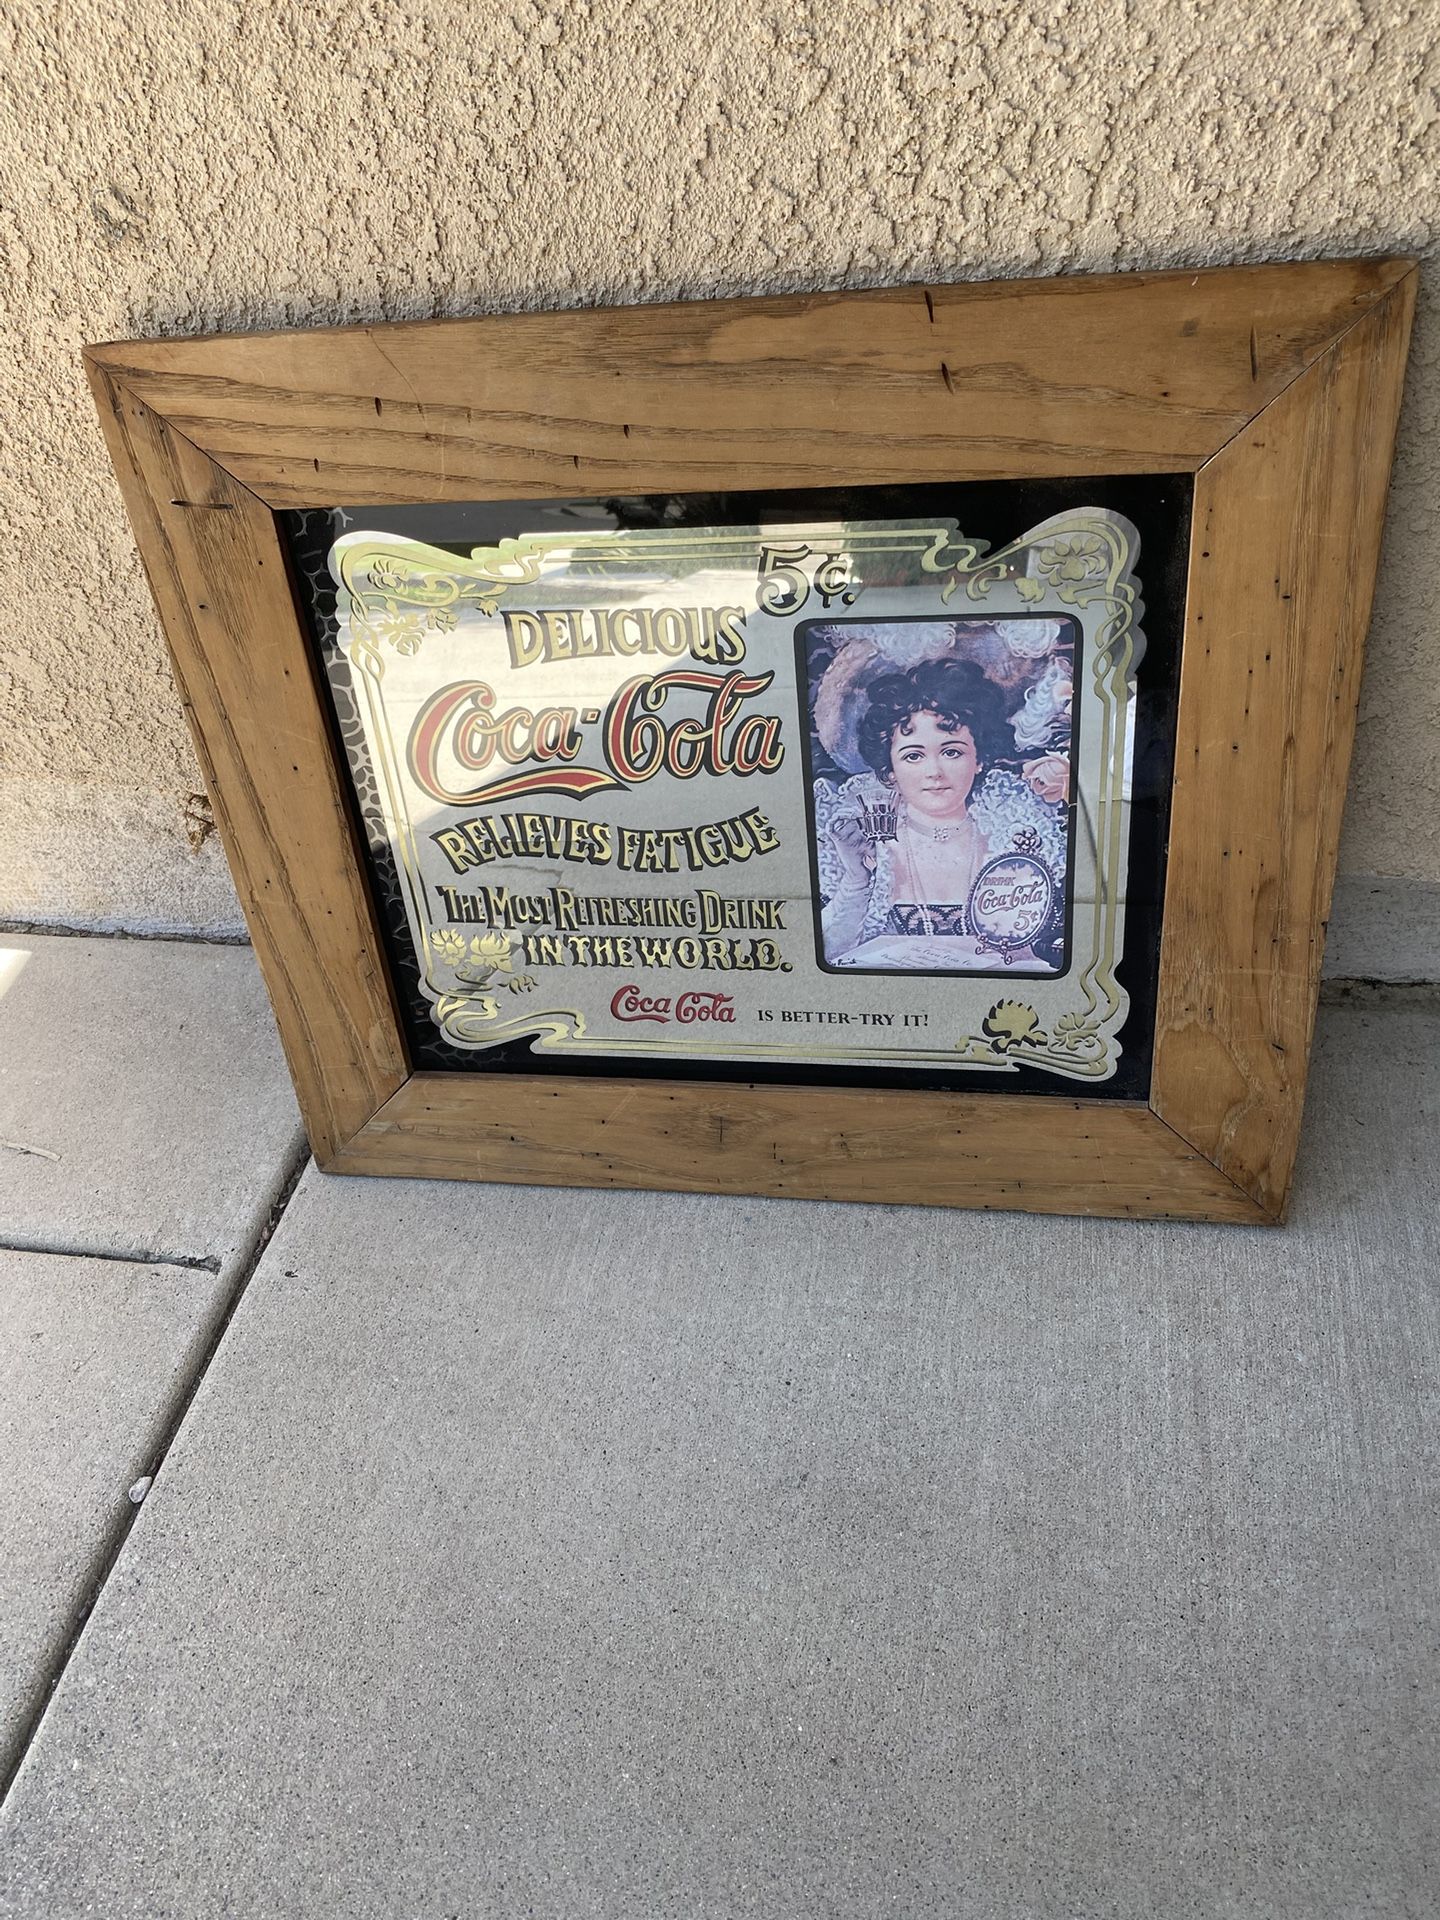 5¢.
DELICIOUS
Coca-Cola
RELIEVES FATIGUE
THE MOST REFRESHING DRINK
IN THE WORLD.
Coca Cola IS BETTER-TRY IT!
DRINK
Coca-Cola
5¢